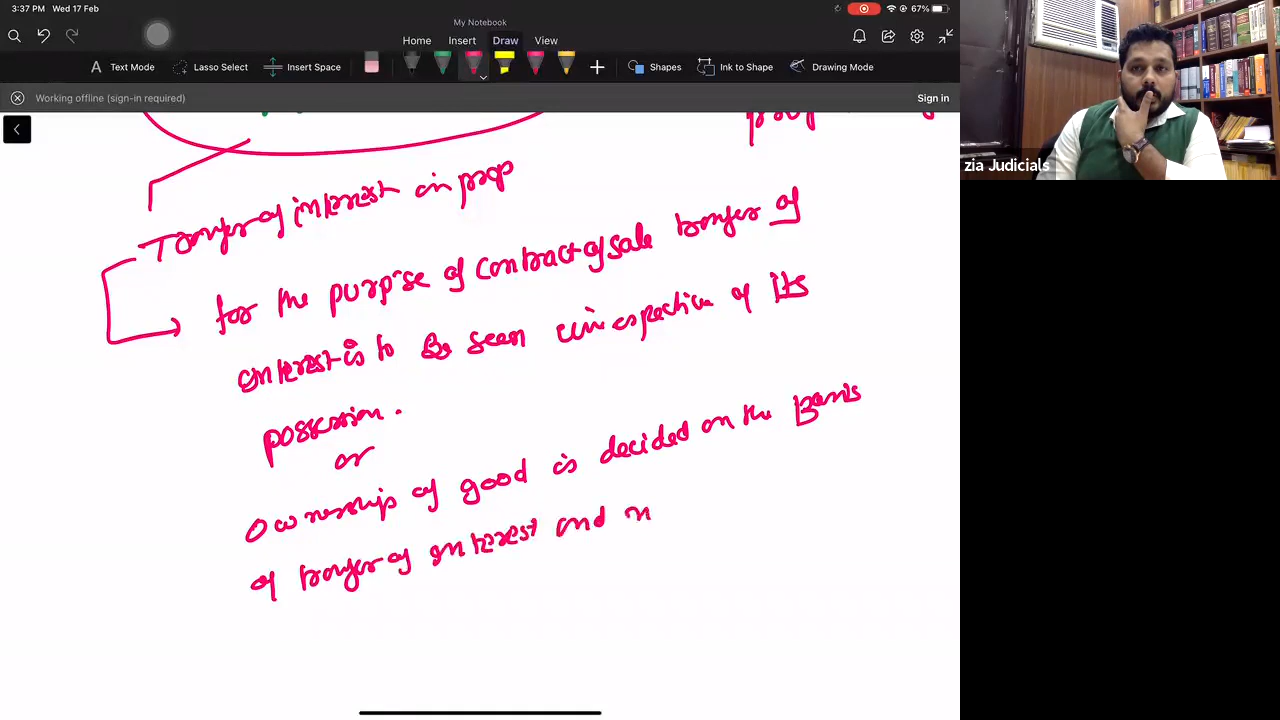 3:37 PM Wed 17 Feb
67%
My Notebook
Home Insert Draw View
Text Mode Lasso Select Insert Space Shapes Ink to Shape Drawing Mode
Working offline (sign-in required) Sign in
Transfer of interest in prop
for the purpose of contract of sale transfer of
interest is to be seen irrespective of its
possession.
or
Ownership of good is decided on the basis
of transfer of interest and n
zia Judicials